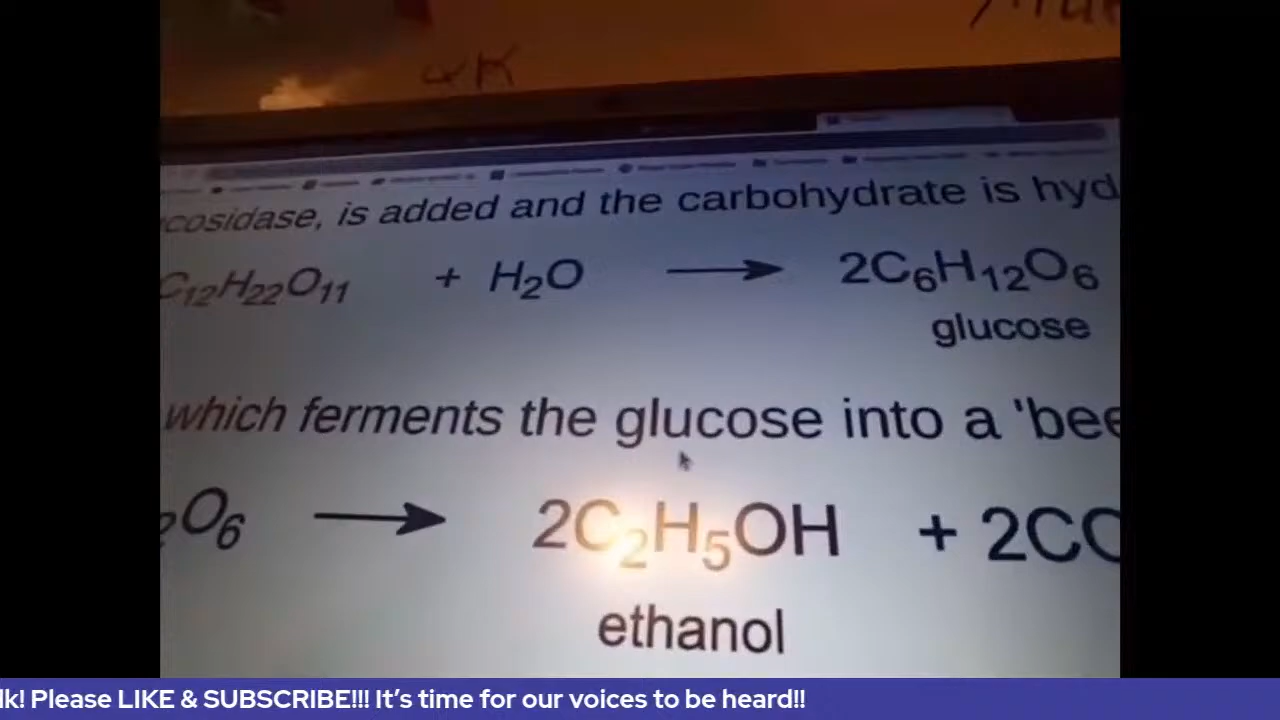 cosidase, is added and the carbohydrate is hyd
C12H22O11 + H2O → 2C6H12O6
glucose
which ferments the glucose into a 'bee
2O6 → 2C2H5OH + 2CO
ethanol
lk! Please LIKE & SUBSCRIBE!!! It's time for our voices to be heard!!